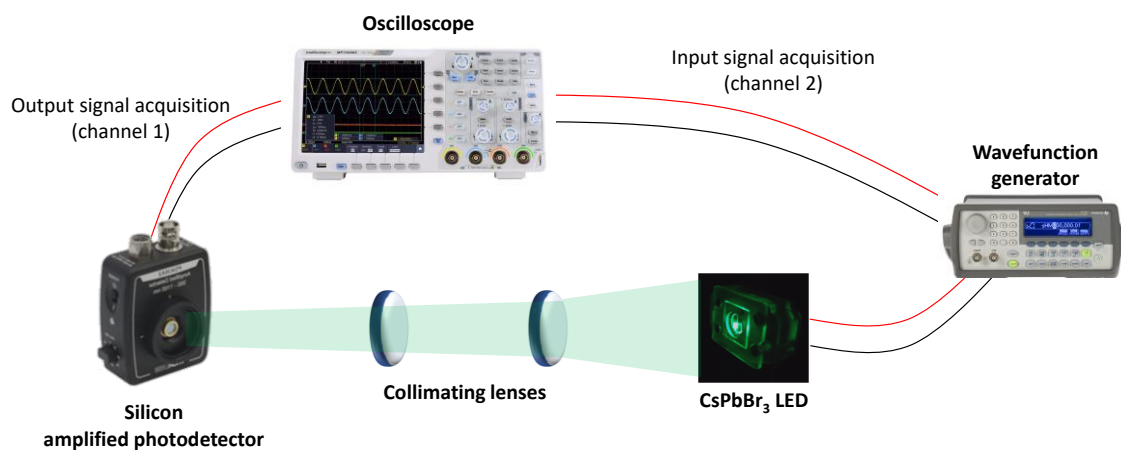 Oscilloscope
Input signal acquisition
(channel 2)
Output signal acquisition
(channel 1)
Wavefunction
generator
Collimating lenses
CsPbBr₃ LED
Silicon
amplified photodetector